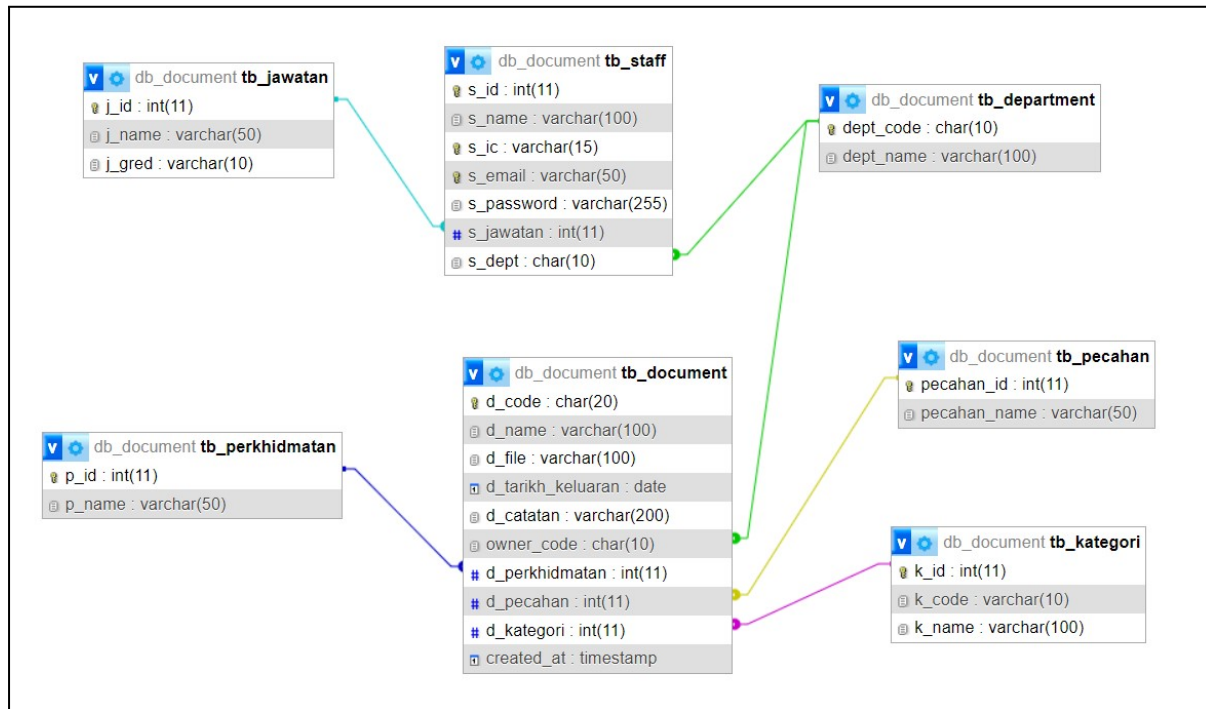 v db_document tb_jawatan
j_id : int(11)
j_name : varchar(50)
j_gred : varchar(10)
v db_document tb_staff
s_id : int(11)
s_name : varchar(100)
s_ic : varchar(15)
s_email : varchar(50)
s_password : varchar(255)
# s_jawatan : int(11)
s_dept : char(10)
v db_document tb_department
dept_code : char(10)
dept_name : varchar(100)
v db_document tb_perkhidmatan
p_id : int(11)
p_name : varchar(50)
v db_document tb_document
d_code : char(20)
d_name : varchar(100)
d_file : varchar(100)
d_tarikh_keluaran : date
d_catatan : varchar(200)
owner_code : char(10)
# d_perkhidmatan : int(11)
# d_pecahan : int(11)
# d_kategori : int(11)
created_at : timestamp
v db_document tb_pecahan
pecahan_id : int(11)
pecahan_name : varchar(50)
v db_document tb_kategori
k_id : int(11)
k_code : varchar(10)
k_name : varchar(100)